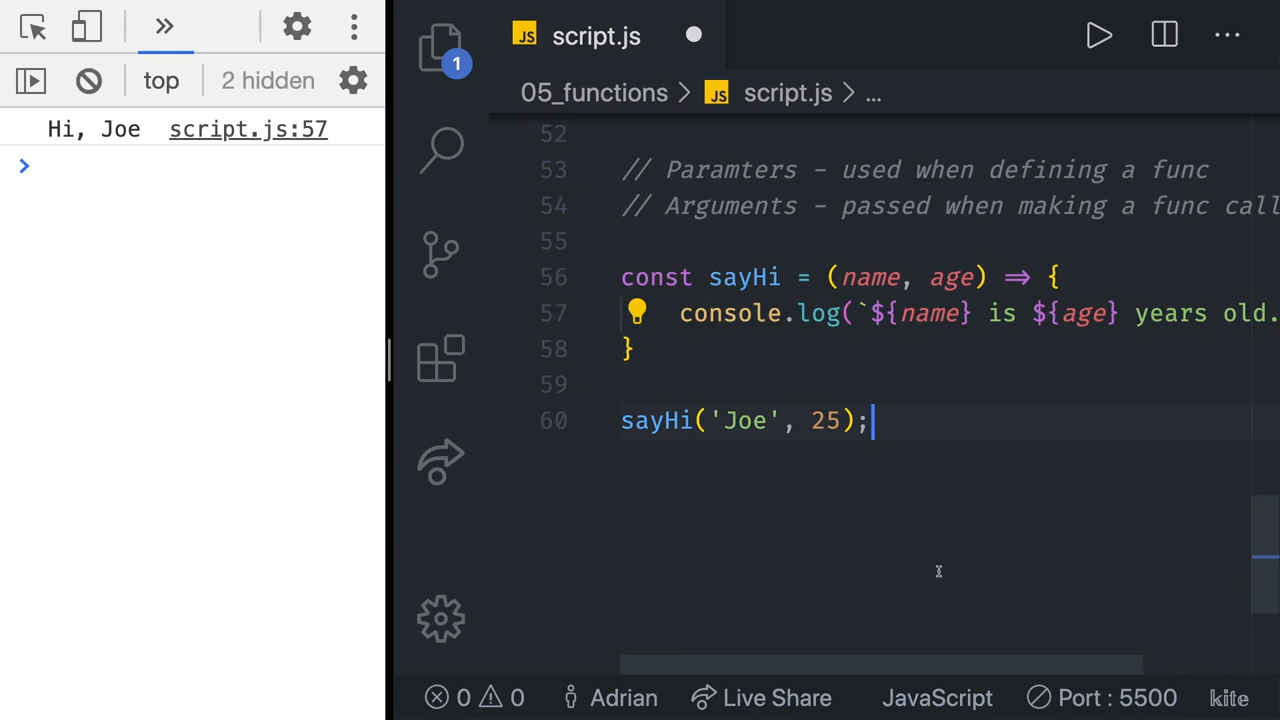 top
2 hidden
Hi, Joe script.js:57
1
JS script.js
05_functions > JS script.js > ...
52
53 // Paramters - used when defining a func
54 // Arguments - passed when making a func call
55
56 const sayHi = (name, age) => {
57 console.log(`${name} is ${age} years old.
58 }
59
60 sayHi('Joe', 25);
0 0 Adrian Live Share JavaScript Port : 5500 kite